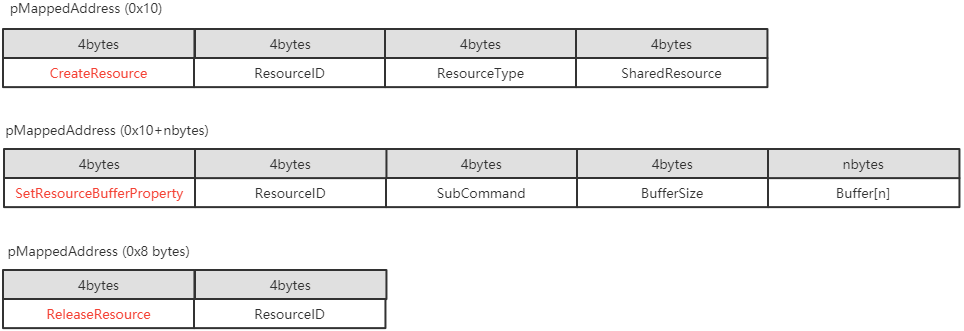 pMappedAddress (0x10)
4bytes 4bytes 4bytes 4bytes
CreateResource ResourceID ResourceType SharedResource
pMappedAddress (0x10+nbytes)
4bytes 4bytes 4bytes 4bytes nbytes
SetResourceBufferProperty ResourceID SubCommand BufferSize Buffer[n]
pMappedAddress (0x8 bytes)
4bytes 4bytes
ReleaseResource ResourceID